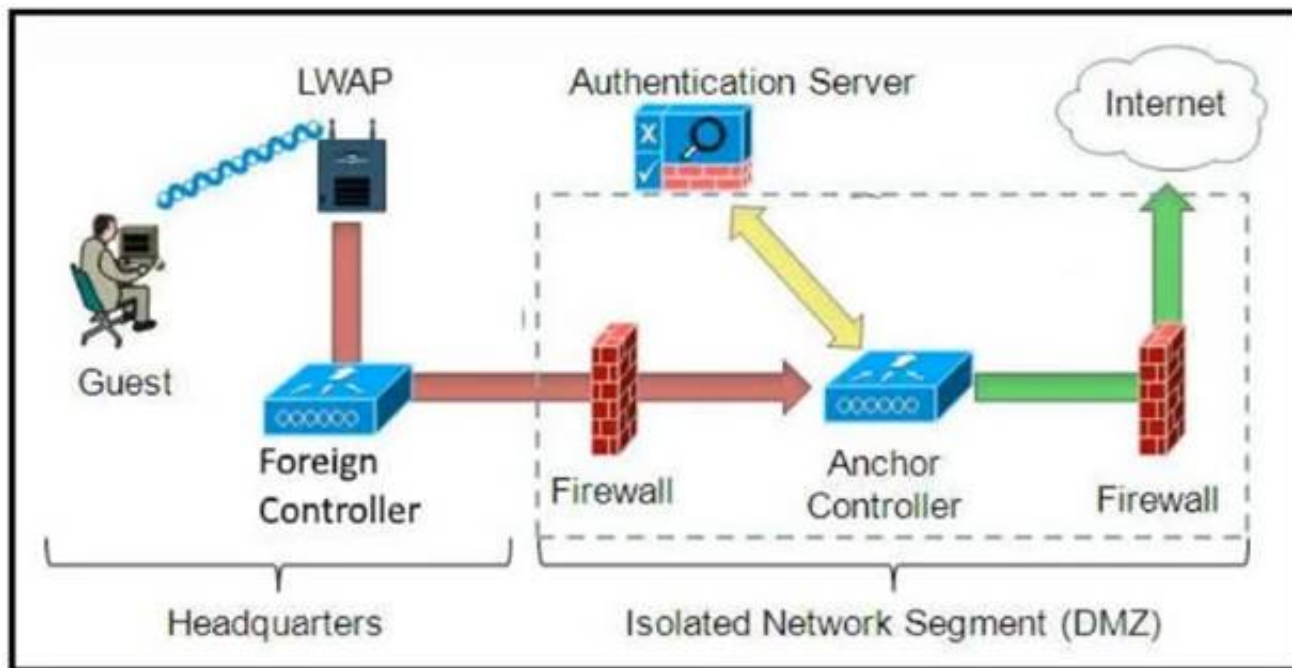 LWAP
Authentication Server
Internet
Guest
Foreign
Controller
Firewall
Anchor
Controller
Firewall
Headquarters
Isolated Network Segment (DMZ)